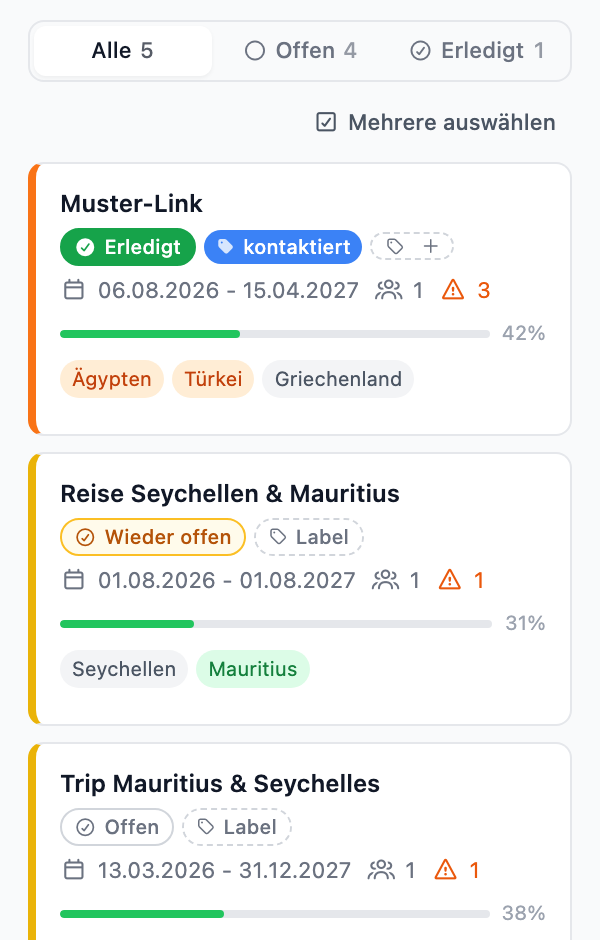 Alle 5 Offen 4 Erledigt 1
Mehrere auswählen
Muster-Link
Erledigt kontaktiert +
06.08.2026 - 15.04.2027 1 3
42%
Ägypten Türkei Griechenland
Reise Seychellen & Mauritius
Wieder offen Label
01.08.2026 - 01.08.2027 1 1
31%
Seychellen Mauritius
Trip Mauritius & Seychelles
Offen Label
13.03.2026 - 31.12.2027 1 1
38%